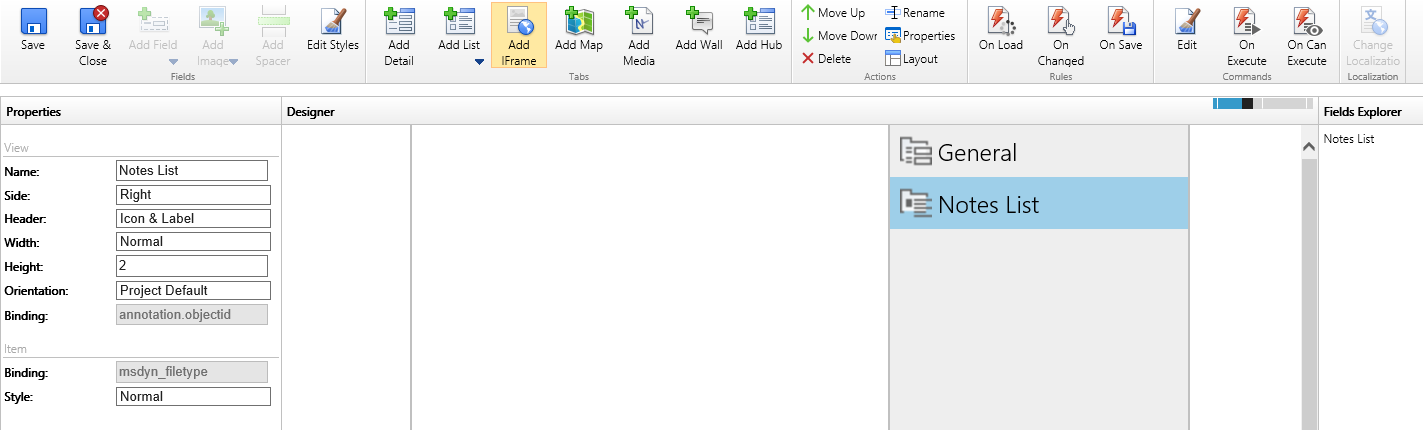 Save
Save & Close
Add Field
Add Image
Add Spacer
Edit Styles
Fields
Add Detail
Add List
Add IFrame
Add Map
Add Media
Add Wall
Add Hub
Tabs
Move Up
Move Down
Delete
Rename
Properties
Layout
Actions
On Load
On Changed
On Save
Rules
Edit
On Execute
On Can Execute
Commands
Change Localizatio
Localization
Properties
Designer
Fields Explorer
View
Name: Notes List
Side: Right
Header: Icon & Label
Width: Normal
Height: 2
Orientation: Project Default
Binding: annotation.objectid
Item
Binding: msdyn_filetype
Style: Normal
General
Notes List
Notes List